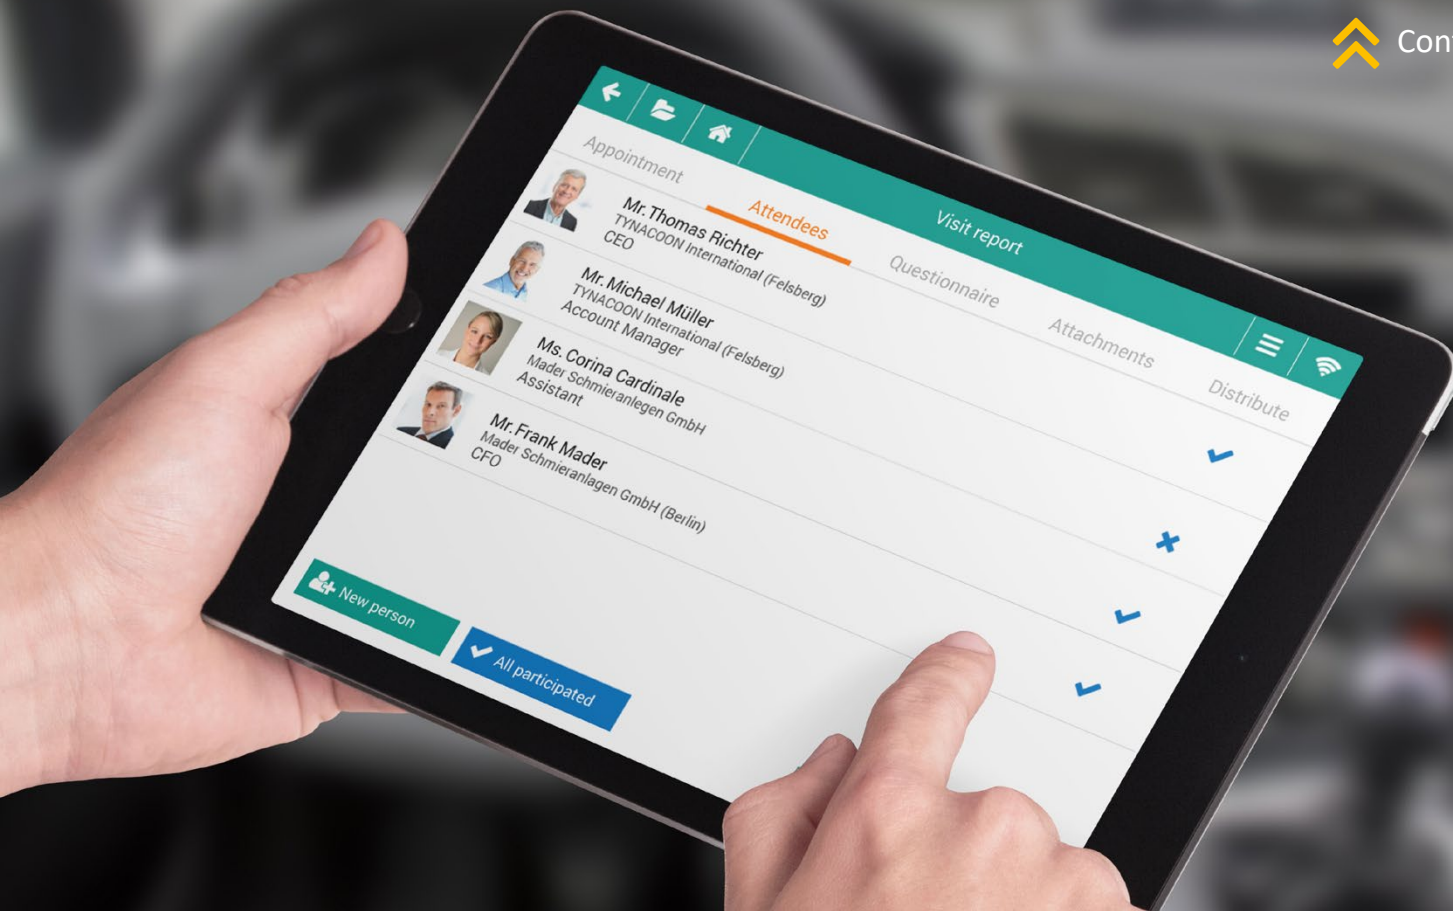 Visit report
Appointment
Attendees
Questionnaire
Attachments
Distribute
Mr. Thomas Richter
TYNACOON International (Felsberg)
CEO
Mr. Michael Müller
TYNACOON International (Felsberg)
Account Manager
Ms. Corina Cardinale
Mader Schmieranlegen GmbH
Assistant
Mr. Frank Mader
Mader Schmieranlagen GmbH (Berlin)
CFO
New person
All participated